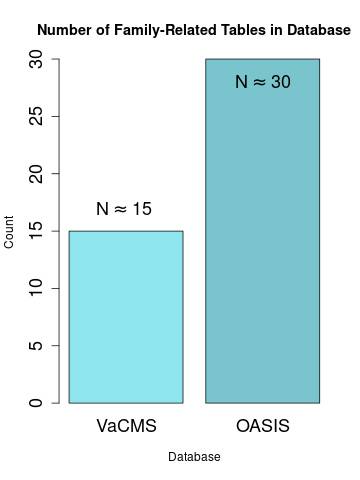 Number of Family-Related Tables in Database
30
25
20
15
10
5
0
Count
N ≈ 15
N ≈ 30
VaCMS
OASIS
Database